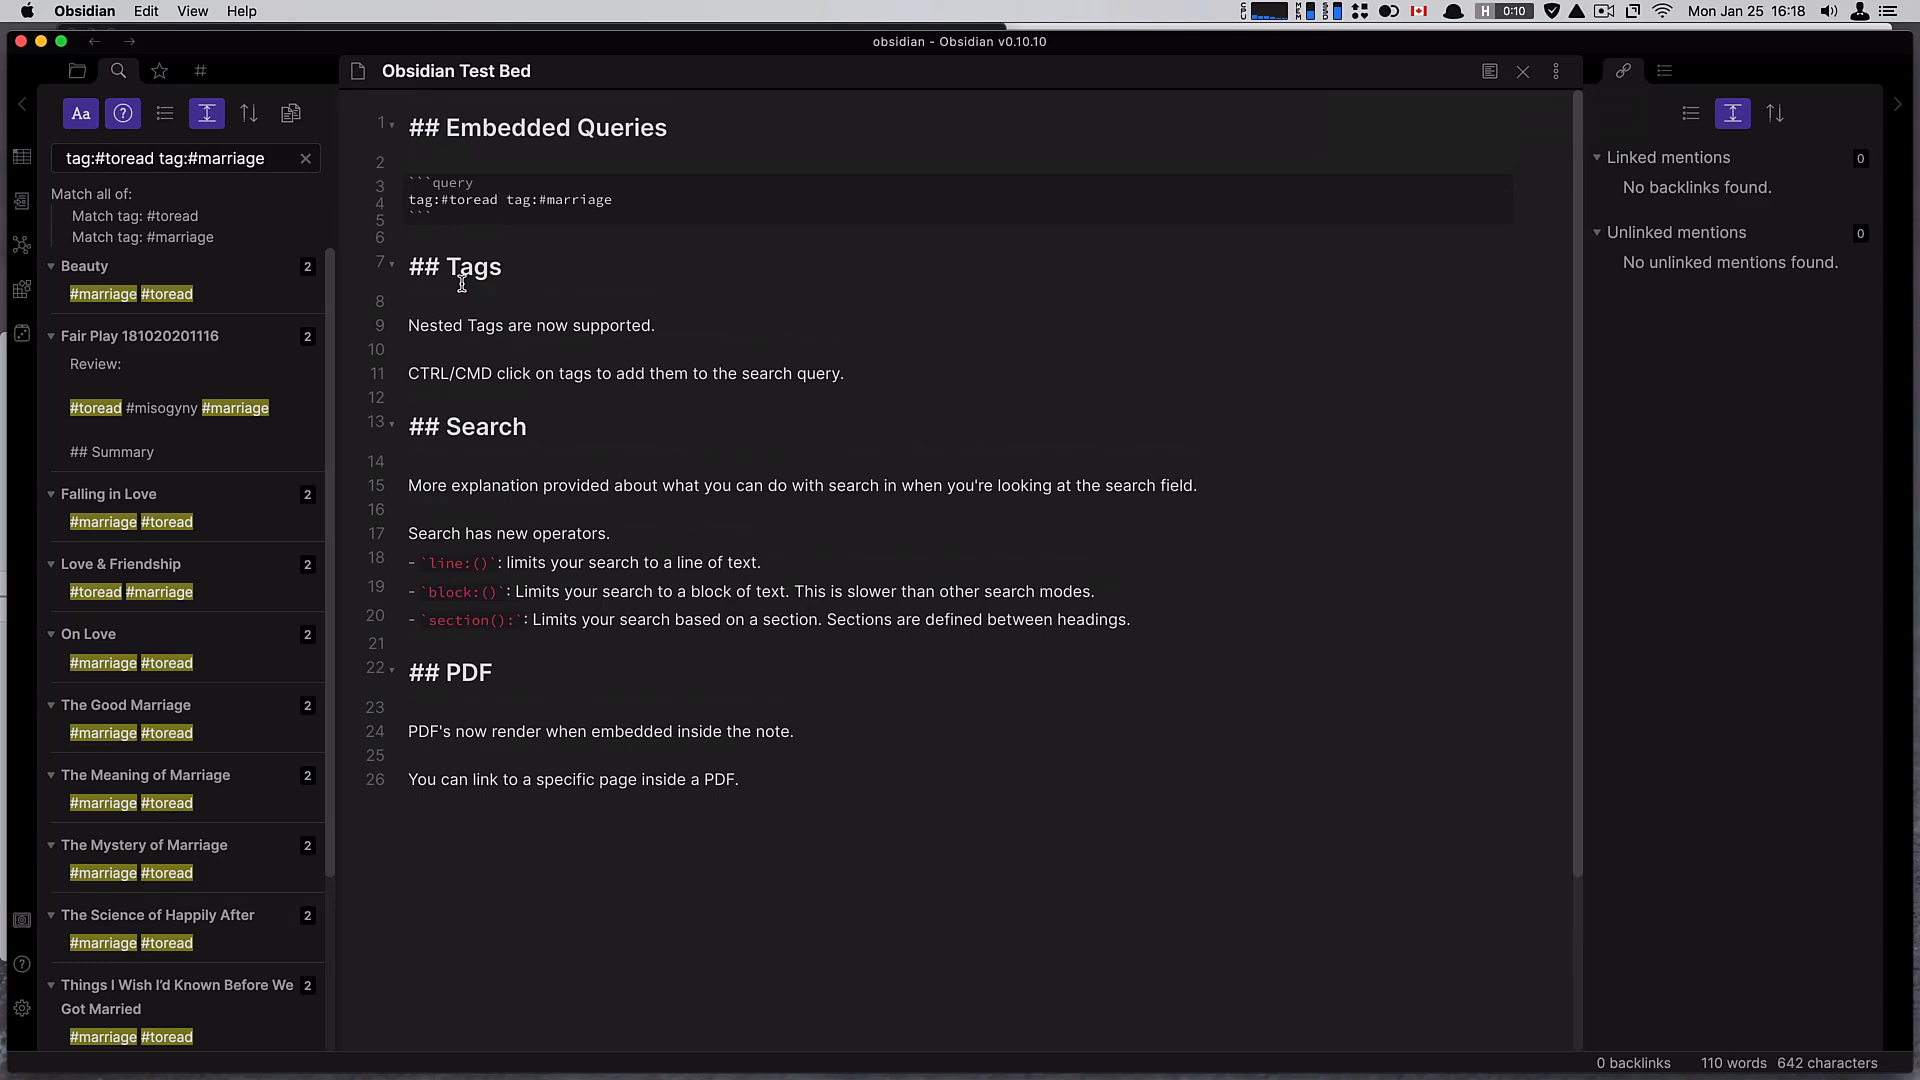 Obsidian Edit View Help
H 0:10 Mon Jan 25 16:18
obsidian - Obsidian v0.10.10
Aa
tag:#toread tag:#marriage
Match all of:
Match tag: #toread
Match tag: #marriage
Beauty 2
#marriage #toread
Fair Play 181020201116 2
Review:
#toread #misogyny #marriage
## Summary
Falling in Love 2
#marriage #toread
Love & Friendship 2
#toread #marriage
On Love 2
#marriage #toread
The Good Marriage 2
#marriage #toread
The Meaning of Marriage 2
#marriage #toread
The Mystery of Marriage 2
#marriage #toread
The Science of Happily After 2
#marriage #toread
Things I Wish I'd Known Before We 2
Got Married
#marriage #toread
Obsidian Test Bed
1 ## Embedded Queries
2
3 ```query
4 tag:#toread tag:#marriage
5 ```
6
7 ## Tags
8
9 Nested Tags are now supported.
10
11 CTRL/CMD click on tags to add them to the search query.
12
13 ## Search
14
15 More explanation provided about what you can do with search in when you're looking at the search field.
16
17 Search has new operators.
18 - `line:()`: limits your search to a line of text.
19 - `block:()`: Limits your search to a block of text. This is slower than other search modes.
20 - `section():`: Limits your search based on a section. Sections are defined between headings.
21
22 ## PDF
23
24 PDF's now render when embedded inside the note.
25
26 You can link to a specific page inside a PDF.
Linked mentions 0
No backlinks found.
Unlinked mentions 0
No unlinked mentions found.
0 backlinks 110 words 642 characters